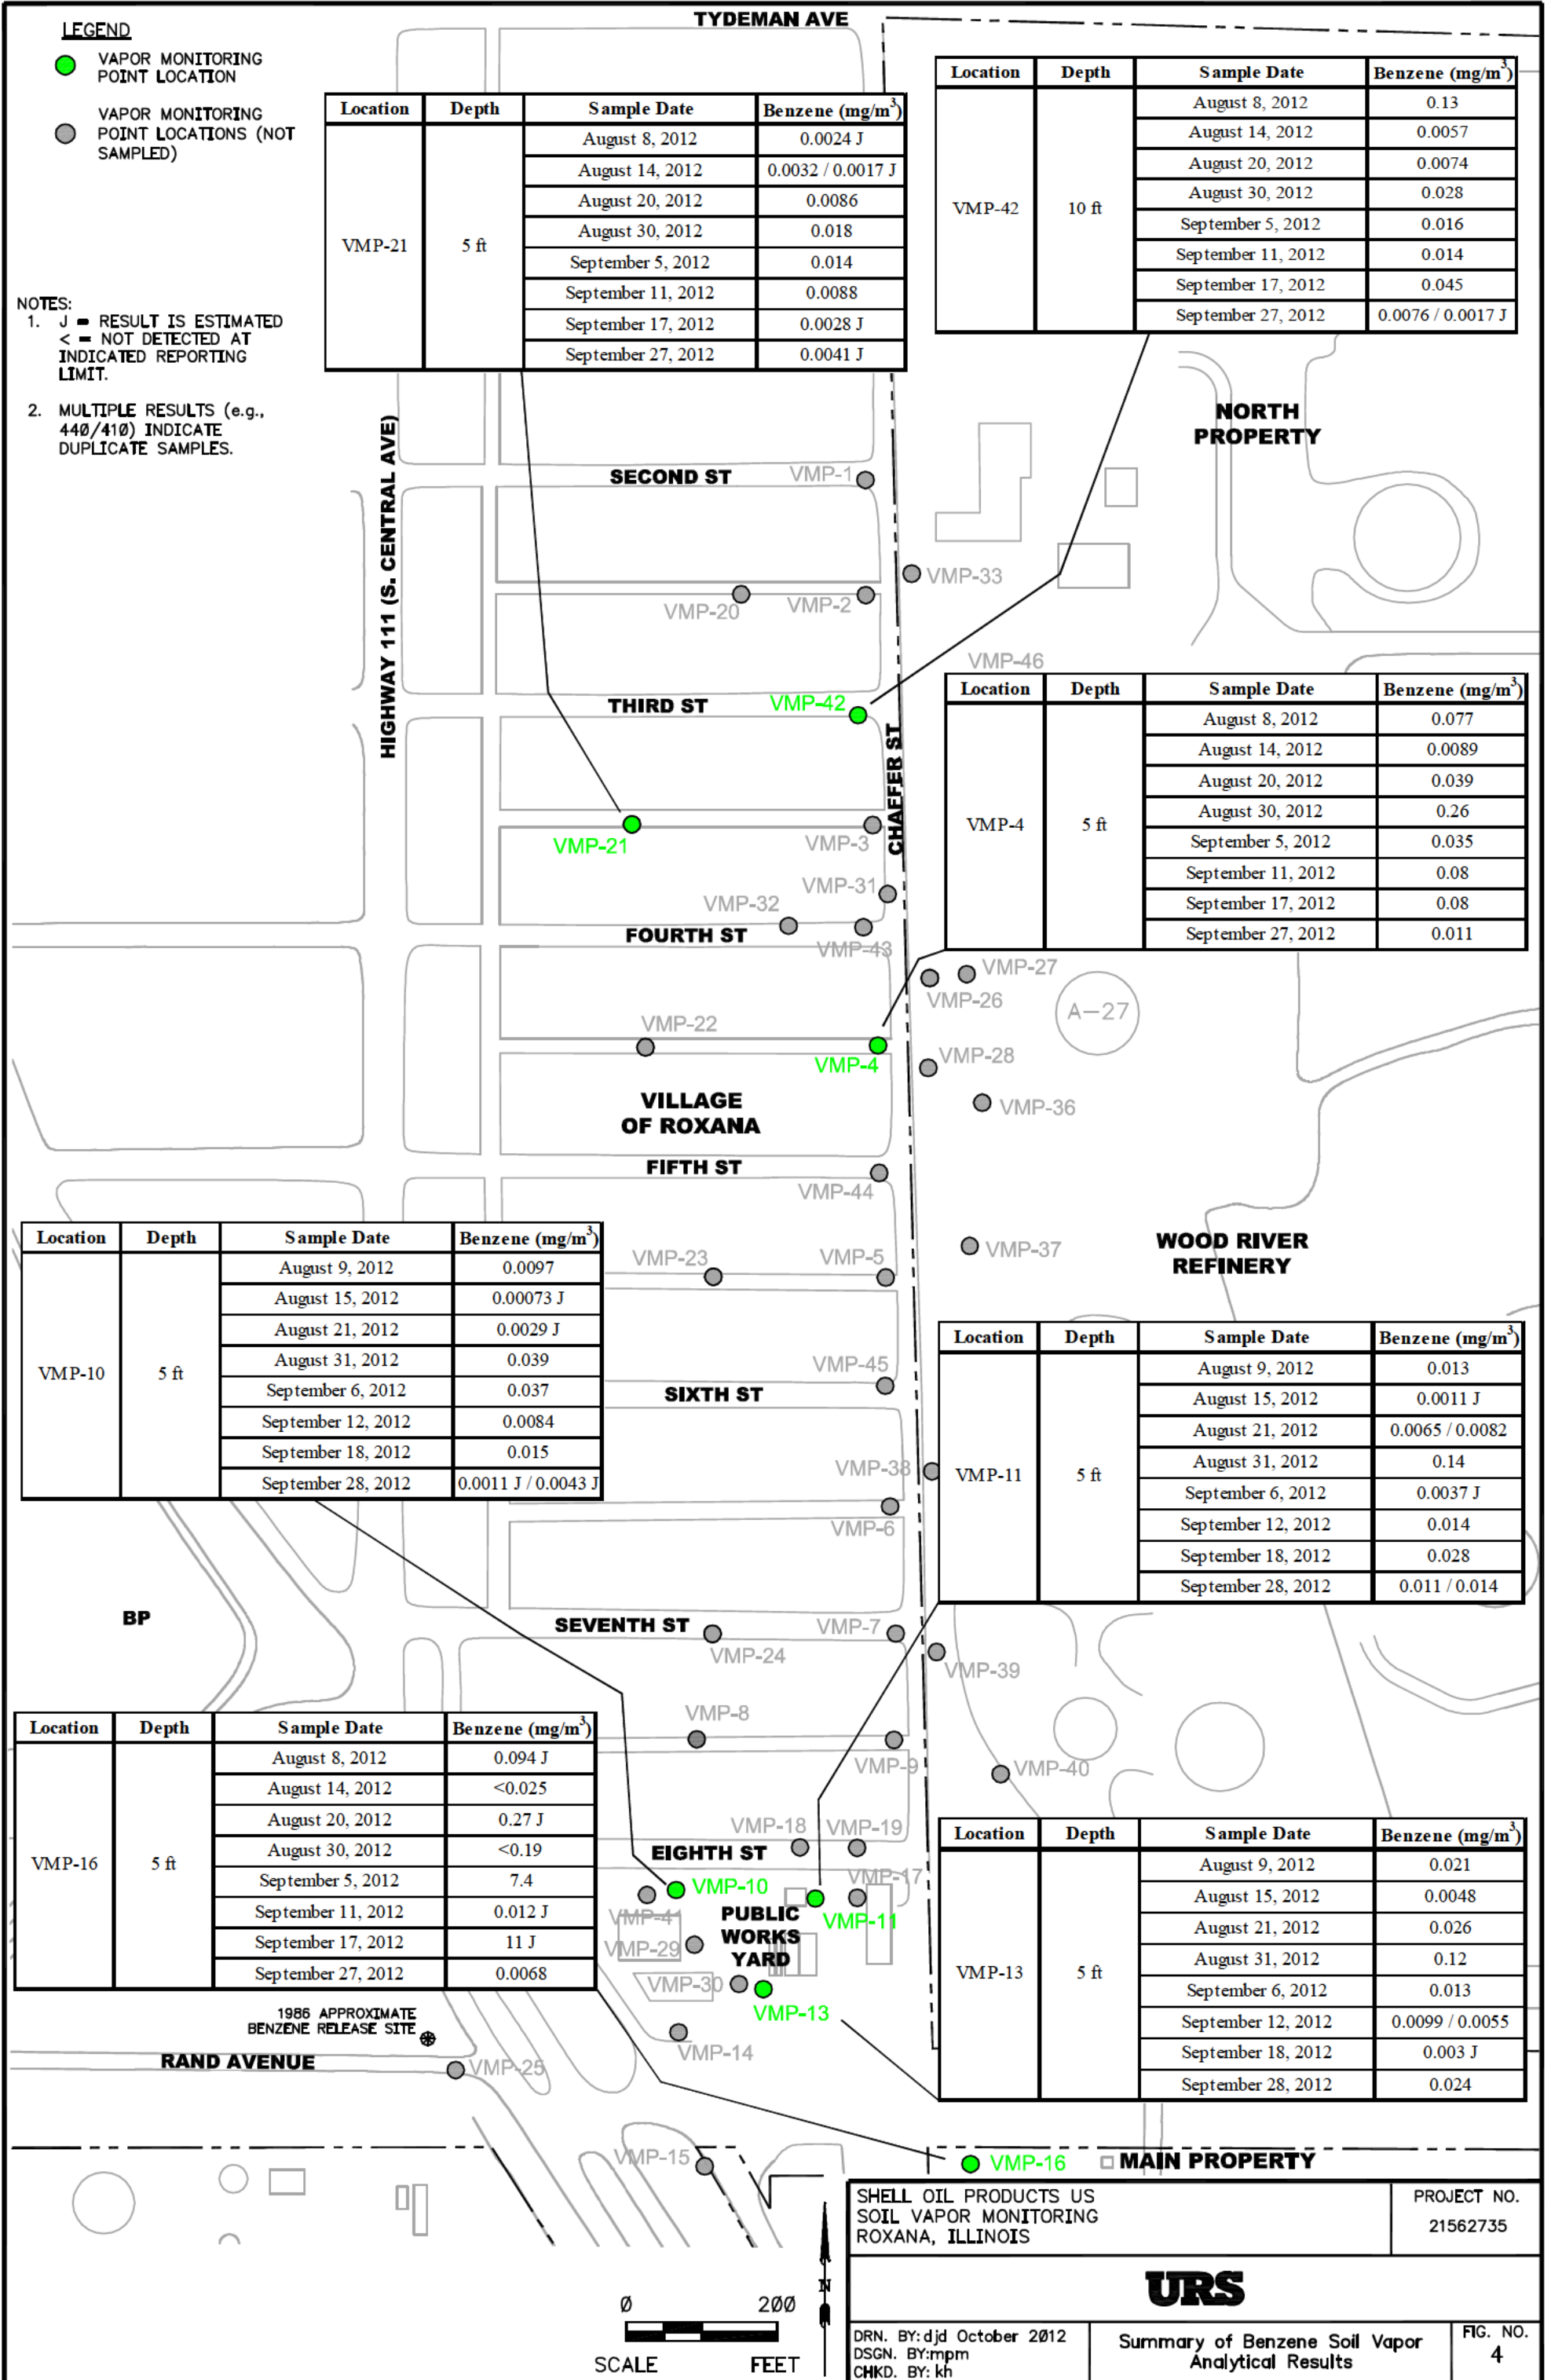 LEGEND
VAPOR MONITORING
POINT LOCATION
VAPOR MONITORING
POINT LOCATIONS (NOT
SAMPLED)
NOTES:
1. J = RESULT IS ESTIMATED
< = NOT DETECTED AT
INDICATED REPORTING
LIMIT.
2. MULTIPLE RESULTS (e.g.,
440/410) INDICATE
DUPLICATE SAMPLES.
TYDEMAN AVE
Location Depth Sample Date Benzene (mg/m³)
VMP-21 5 ft
August 8, 2012 0.0024 J
August 14, 2012 0.0032 / 0.0017 J
August 20, 2012 0.0086
August 30, 2012 0.018
September 5, 2012 0.014
September 11, 2012 0.0088
September 17, 2012 0.0028 J
September 27, 2012 0.0041 J
Location Depth Sample Date Benzene (mg/m³)
VMP-42 10 ft
August 8, 2012 0.13
August 14, 2012 0.0057
August 20, 2012 0.0074
August 30, 2012 0.028
September 5, 2012 0.016
September 11, 2012 0.014
September 17, 2012 0.045
September 27, 2012 0.0076 / 0.0017 J
HIGHWAY 111 (S. CENTRAL AVE)
NORTH
PROPERTY
SECOND ST
VMP-1
VMP-33
VMP-20
VMP-2
VMP-46
THIRD ST
VMP-42
CHAFFER ST
VMP-21
VMP-3
VMP-31
VMP-32
FOURTH ST
VMP-43
Location Depth Sample Date Benzene (mg/m³)
VMP-4 5 ft
August 8, 2012 0.077
August 14, 2012 0.0089
August 20, 2012 0.039
August 30, 2012 0.26
September 5, 2012 0.035
September 11, 2012 0.08
September 17, 2012 0.08
September 27, 2012 0.011
VMP-27
VMP-26
A-27
VMP-22
VMP-4
VMP-28
VMP-36
VILLAGE
OF ROXANA
FIFTH ST
VMP-44
VMP-37
WOOD RIVER
REFINERY
VMP-23
VMP-5
Location Depth Sample Date Benzene (mg/m³)
VMP-10 5 ft
August 9, 2012 0.0097
August 15, 2012 0.00073 J
August 21, 2012 0.0029 J
August 31, 2012 0.039
September 6, 2012 0.037
September 12, 2012 0.0084
September 18, 2012 0.015
September 28, 2012 0.0011 J / 0.0043 J
VMP-45
SIXTH ST
VMP-38
VMP-6
Location Depth Sample Date Benzene (mg/m³)
VMP-11 5 ft
August 9, 2012 0.013
August 15, 2012 0.0011 J
August 21, 2012 0.0065 / 0.0082
August 31, 2012 0.14
September 6, 2012 0.0037 J
September 12, 2012 0.014
September 18, 2012 0.028
September 28, 2012 0.011 / 0.014
BP
SEVENTH ST
VMP-7
VMP-24
VMP-39
VMP-8
VMP-9
VMP-40
Location Depth Sample Date Benzene (mg/m³)
VMP-16 5 ft
August 8, 2012 0.094 J
August 14, 2012 <0.025
August 20, 2012 0.27 J
August 30, 2012 <0.19
September 5, 2012 7.4
September 11, 2012 0.012 J
September 17, 2012 11 J
September 27, 2012 0.0068
VMP-18
VMP-19
EIGHTH ST
VMP-17
VMP-10
VMP-41
VMP-11
PUBLIC
WORKS
YARD
VMP-29
VMP-30
VMP-13
VMP-14
Location Depth Sample Date Benzene (mg/m³)
VMP-13 5 ft
August 9, 2012 0.021
August 15, 2012 0.0048
August 21, 2012 0.026
August 31, 2012 0.12
September 6, 2012 0.013
September 12, 2012 0.0099 / 0.0055
September 18, 2012 0.003 J
September 28, 2012 0.024
1986 APPROXIMATE
BENZENE RELEASE SITE
RAND AVENUE
VMP-25
VMP-15
VMP-16
MAIN PROPERTY
N
0 200
SCALE FEET
SHELL OIL PRODUCTS US
SOIL VAPOR MONITORING
ROXANA, ILLINOIS
PROJECT NO.
21562735
URS
DRN. BY: djd October 2012
DSGN. BY: mpm
CHKD. BY: kh
Summary of Benzene Soil Vapor
Analytical Results
FIG. NO.
4